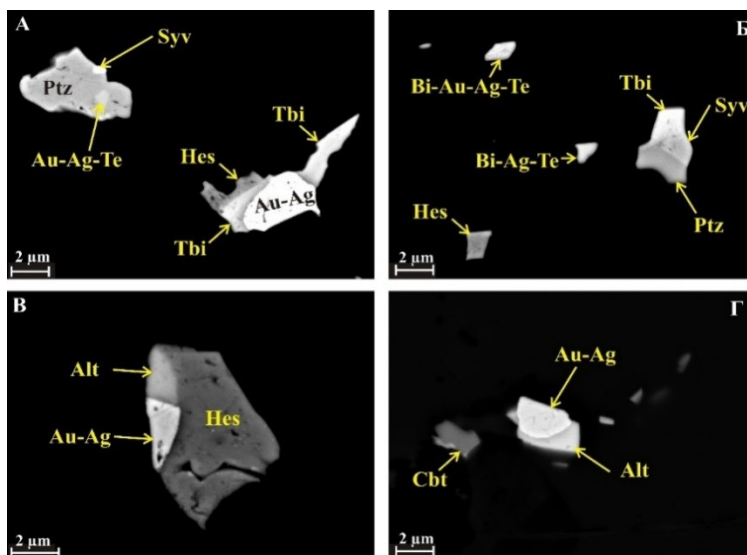 А
Syv
Ptz
Au-Ag-Te
Tbi
Hes
Au-Ag
Tbi
2 µm
Б
Bi-Au-Ag-Te
Tbi
Syv
Bi-Ag-Te
Hes
Ptz
2 µm
В
Alt
Hes
Au-Ag
2 µm
Г
Au-Ag
Cbt
Alt
2 µm